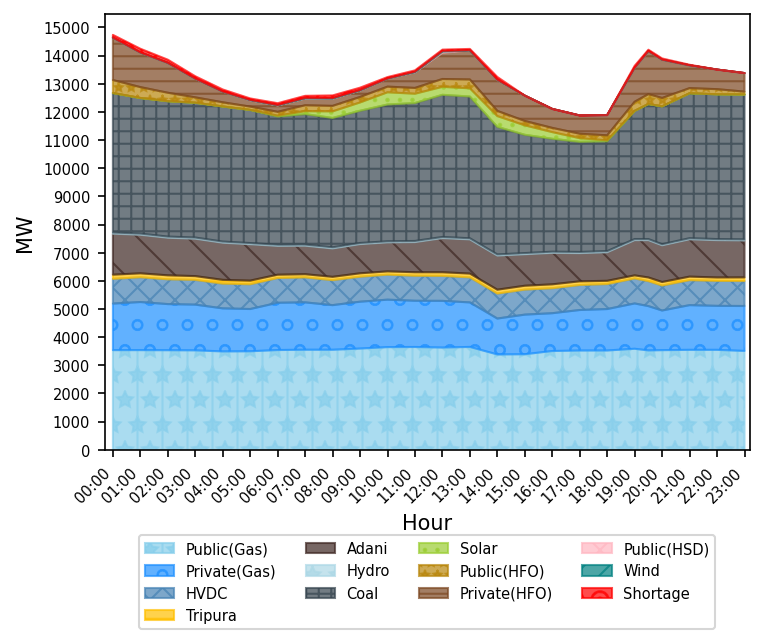 15000
14000
13000
12000
11000
10000
9000
8000
7000
6000
5000
4000
3000
2000
1000
0
MW
00:00 01:00 02:00 03:00 04:00 05:00 06:00 07:00 08:00 09:00 10:00 11:00 12:00 13:00 14:00 15:00 16:00 17:00 18:00 19:00 20:00 21:00 22:00 23:00
Hour
Public(Gas) Adani Solar Public(HSD)
Private(Gas) Hydro Public(HFO) Wind
HVDC Coal Private(HFO) Shortage
Tripura